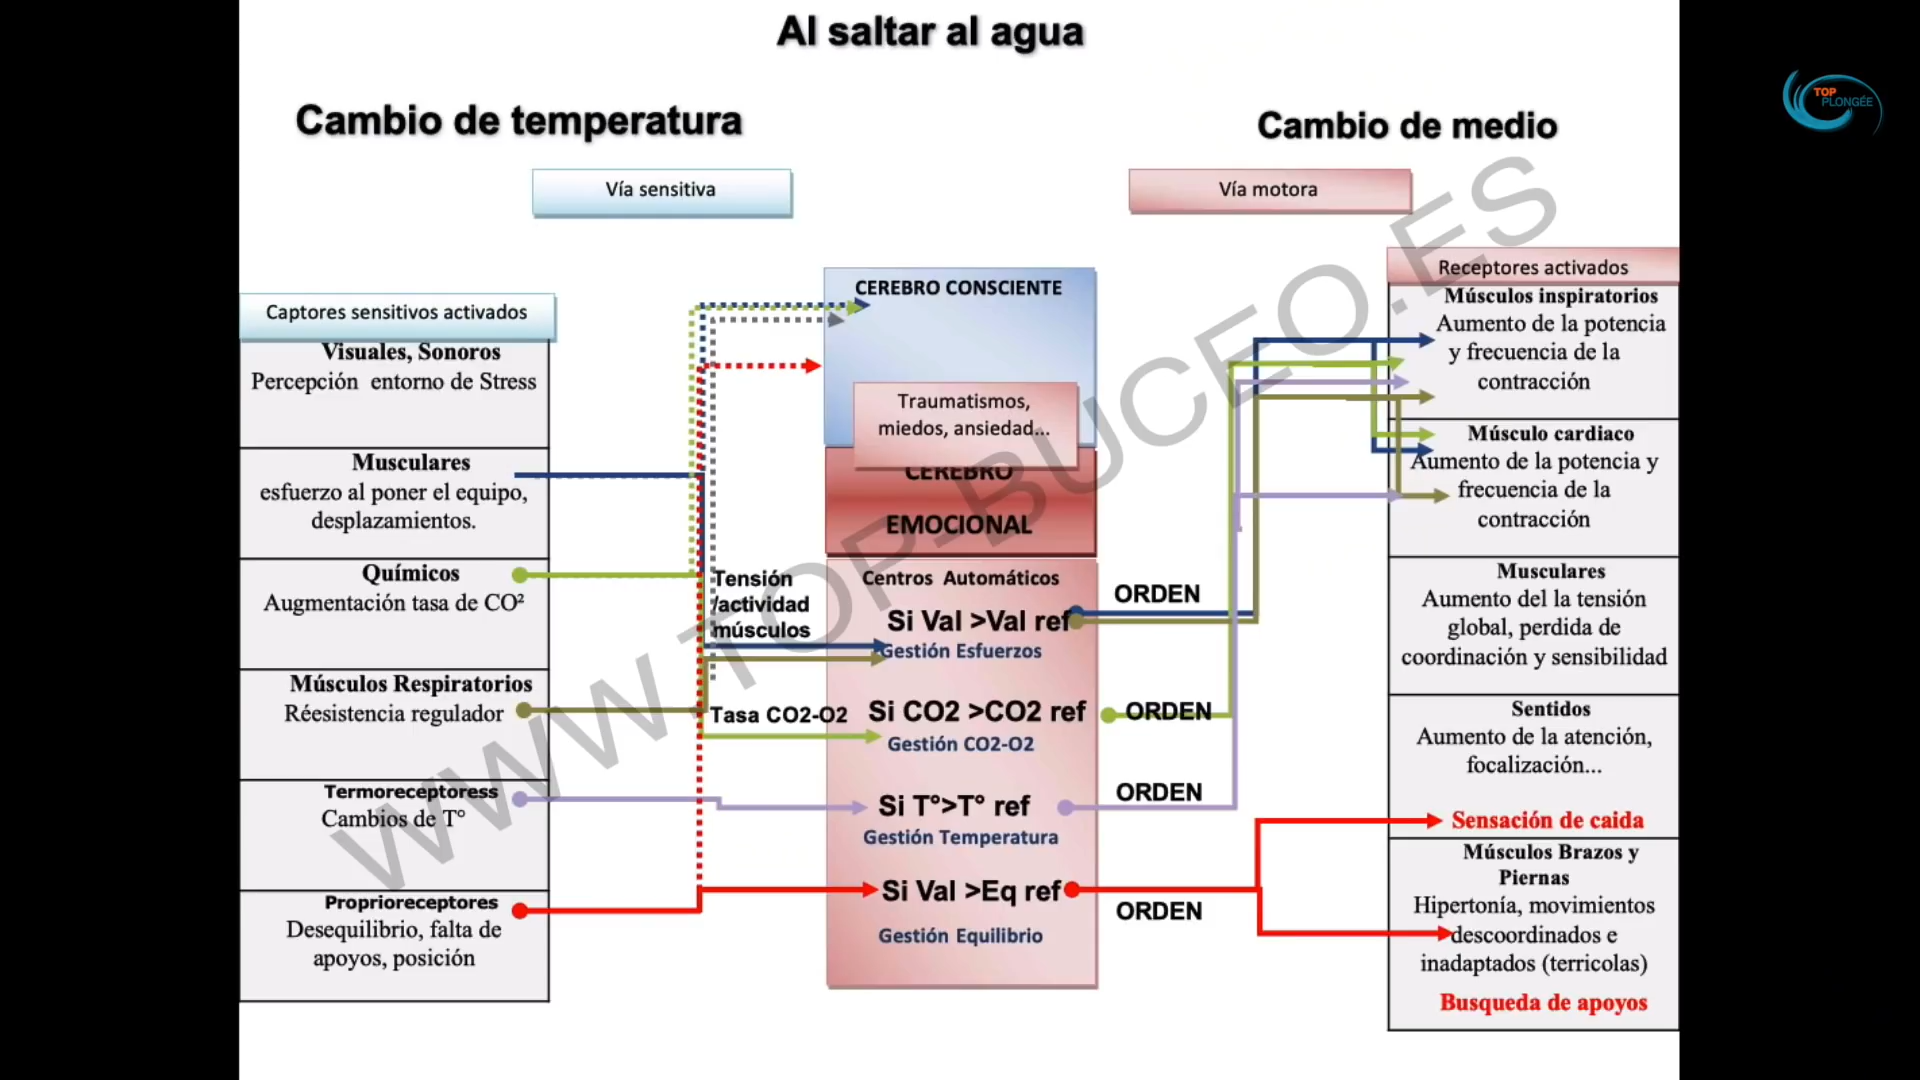 Al saltar al agua
TOP
PLONGÉE
Cambio de temperatura
Cambio de medio
Vía sensitiva
Vía motora
Captores sensitivos activados
Visuales, Sonoros
Percepción entorno de Stress
Musculares
esfuerzo al poner el equipo,
desplazamientos.
Químicos
Augmentación tasa de CO²
Músculos Respiratorios
Réesistencia regulador
Termoreceptoress
Cambios de T°
Proprioreceptores
Desequilibrio, falta de
apoyos, posición
Tensión
/actividad
músculos
Tasa CO2-O2
CEREBRO CONSCIENTE
Traumatismos,
miedos, ansiedad...
CEREBRO
EMOCIONAL
Centros Automáticos
Si Val >Val ref
Gestión Esfuerzos
Si CO2 >CO2 ref
Gestión CO2-O2
Si T°>T° ref
Gestión Temperatura
Si Val >Eq ref
Gestión Equilibrio
ORDEN
ORDEN
ORDEN
ORDEN
Receptores activados
Músculos inspiratorios
Aumento de la potencia
y frecuencia de la
contracción
Músculo cardiaco
Aumento de la potencia y
frecuencia de la
contracción
Musculares
Aumento del la tensión
global, perdida de
coordinación y sensibilidad
Sentidos
Aumento de la atención,
focalización...
Sensación de caida
Músculos Brazos y
Piernas
Hipertonía, movimientos
descoordinados e
inadaptados (terricolas)
Busqueda de apoyos
WWW.TOP-BUCEO.ES